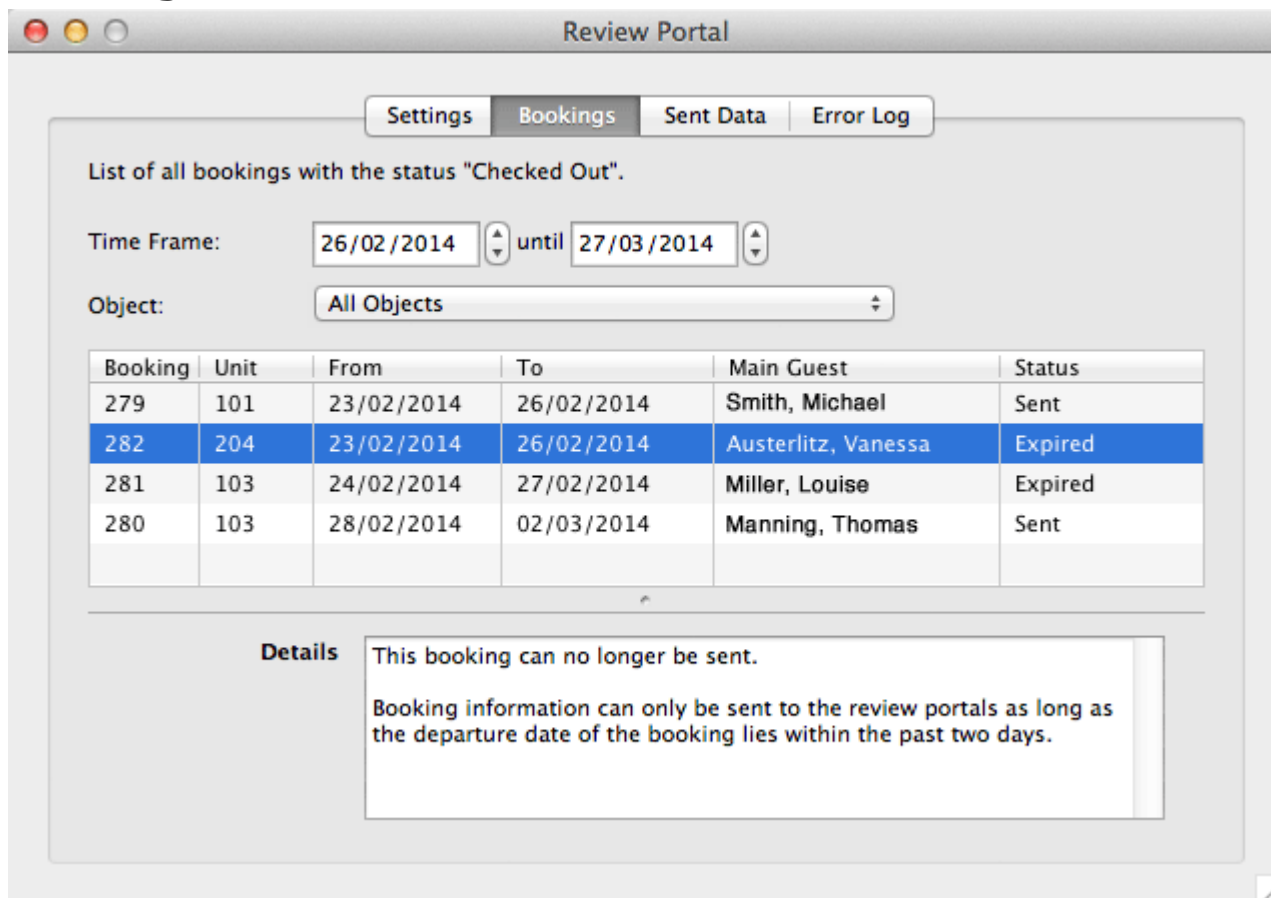 Review Portal
Settings Bookings Sent Data Error Log
List of all bookings with the status "Checked Out".
Time Frame: 26/02/2014 until 27/03/2014
Object: All Objects
Booking Unit From To Main Guest Status
279 101 23/02/2014 26/02/2014 Smith, Michael Sent
282 204 23/02/2014 26/02/2014 Austerlitz, Vanessa Expired
281 103 24/02/2014 27/02/2014 Miller, Louise Expired
280 103 28/02/2014 02/03/2014 Manning, Thomas Sent
Details This booking can no longer be sent.
Booking information can only be sent to the review portals as long as
the departure date of the booking lies within the past two days.